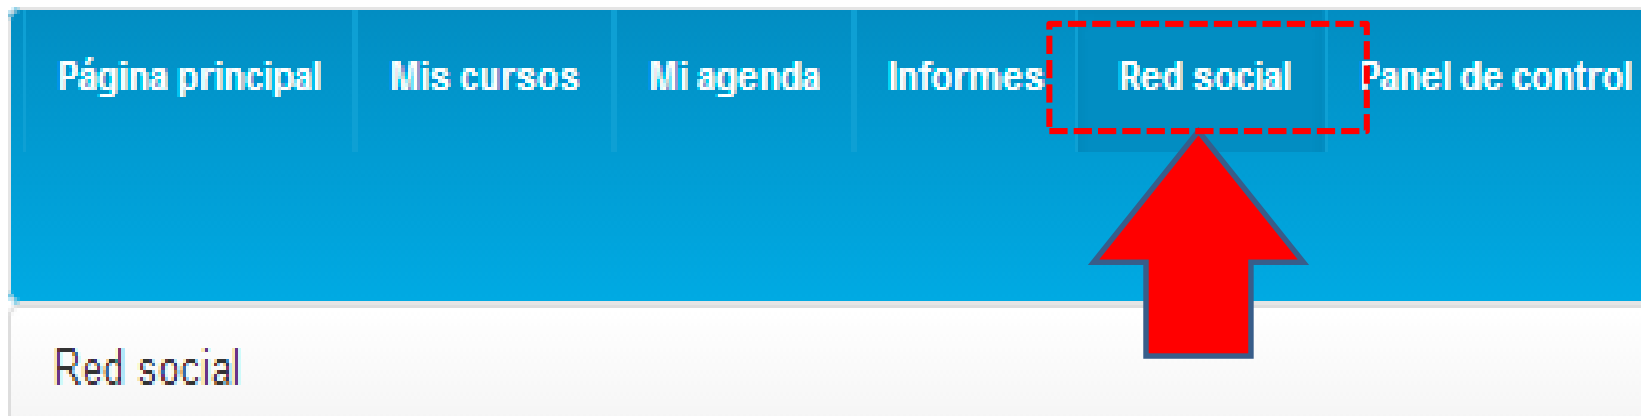 Página principal Mis cursos Mi agenda Informes Red social Panel de control
Red social